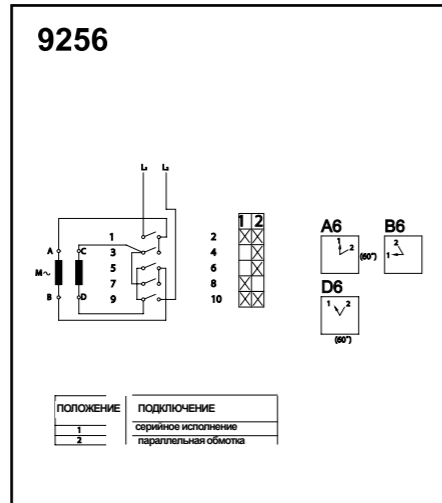 9256
L₁ L₂
1 2
1 2
A C 3 4
5 6
M~ 7 8
B D 9 10
A6 B6
1 2 (60°) 2 1
D6
1 2
(60°)
ПОЛОЖЕНИЕ ПОДКЛЮЧЕНИЕ
1 серийное исполнение
2 параллельная обмотка